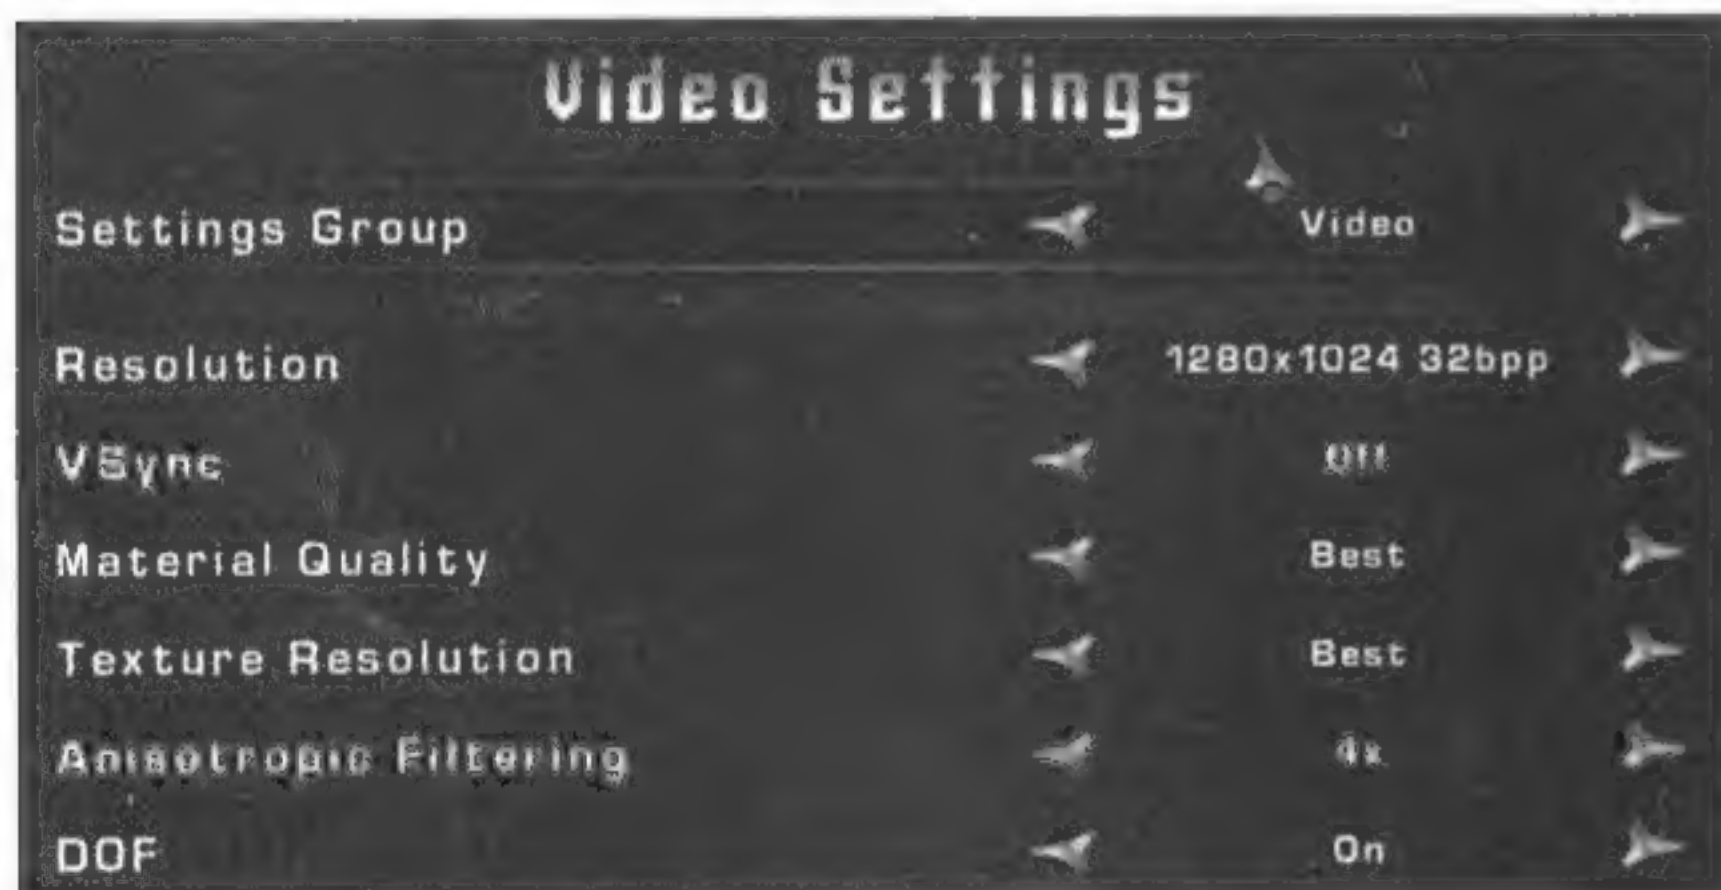 Video Settings
Settings Group Video
Resolution 1280x1024 32bpp
VSync Off
Material Quality Best
Texture Resolution Best
Anisotropic Filtering 4x
DOF On